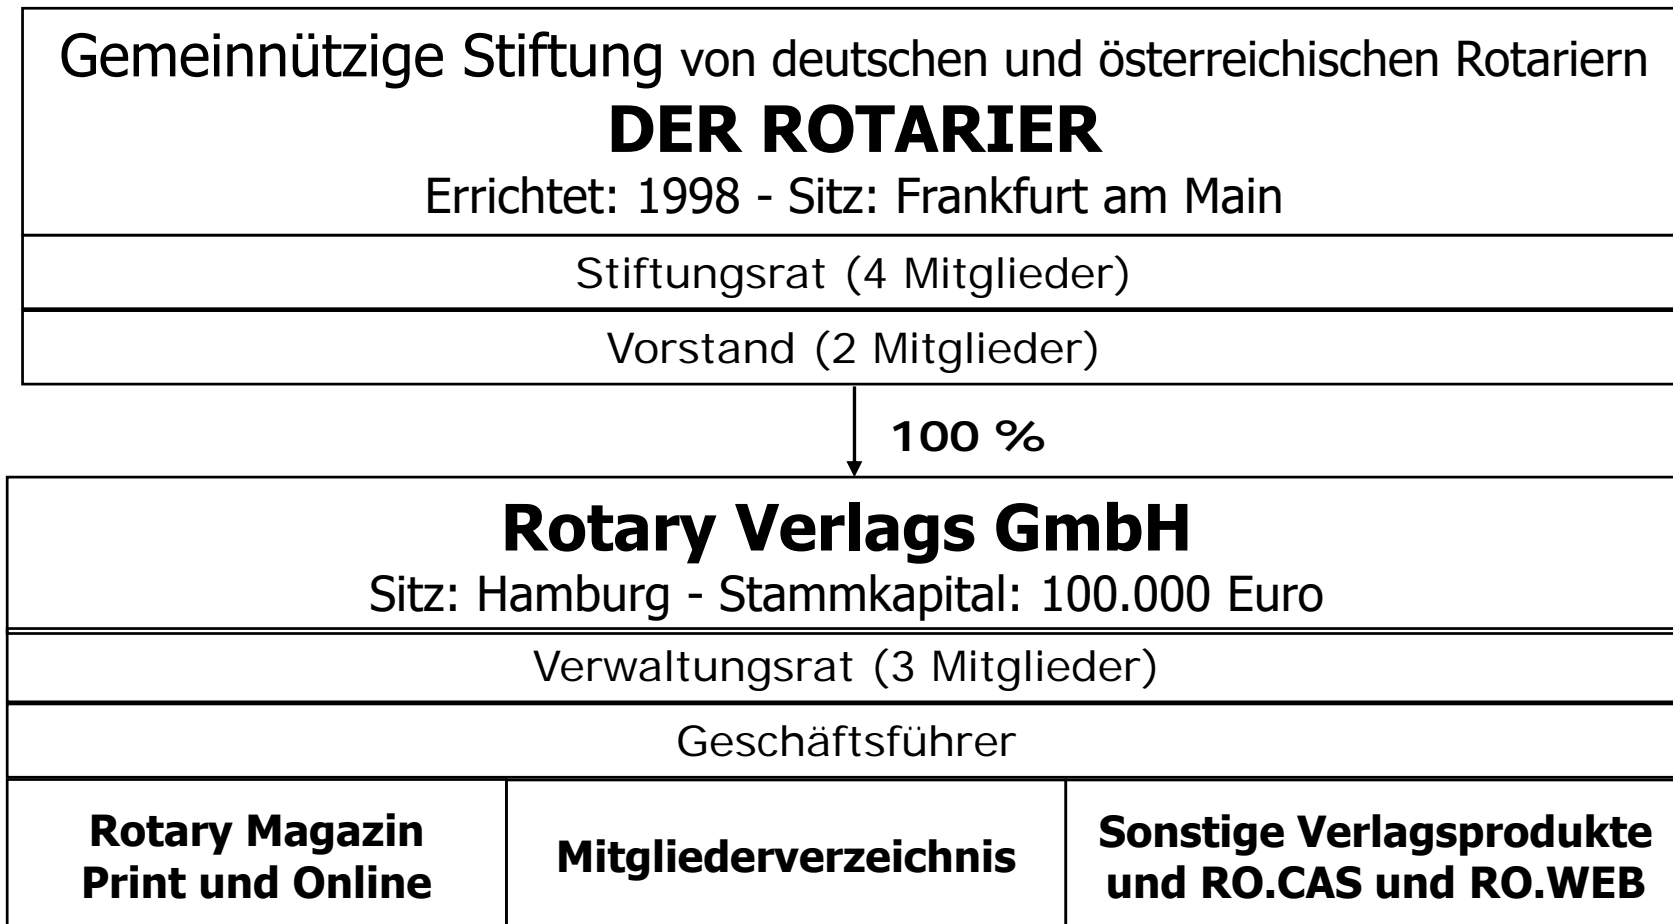 Gemeinnützige Stiftung von deutschen und österreichischen Rotariern
DER ROTARIER
Errichtet: 1998 - Sitz: Frankfurt am Main
Stiftungsrat (4 Mitglieder)
Vorstand (2 Mitglieder)
100 %
Rotary Verlags GmbH
Sitz: Hamburg - Stammkapital: 100.000 Euro
Verwaltungsrat (3 Mitglieder)
Geschäftsführer
Rotary Magazin
Print und Online
Mitgliederverzeichnis
Sonstige Verlagsprodukte
und RO.CAS und RO.WEB